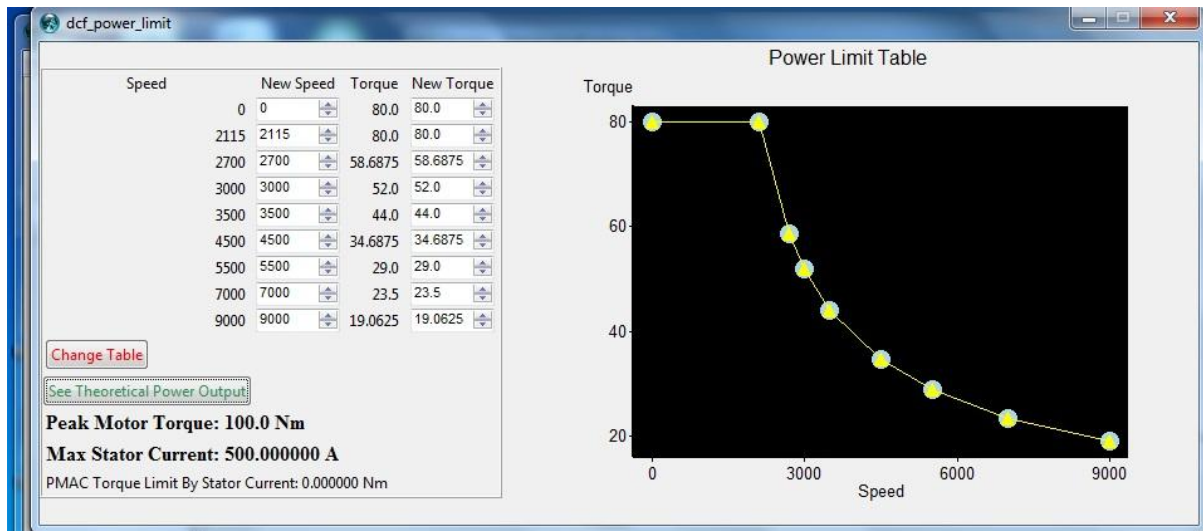 dcf_power_limit
Power Limit Table
Speed New Speed Torque New Torque
0 0 80.0 80.0
2115 2115 80.0 80.0
2700 2700 58.6875 58.6875
3000 3000 52.0 52.0
3500 3500 44.0 44.0
4500 4500 34.6875 34.6875
5500 5500 29.0 29.0
7000 7000 23.5 23.5
9000 9000 19.0625 19.0625
Change Table
See Theoretical Power Output
Peak Motor Torque: 100.0 Nm
Max Stator Current: 500.000000 A
PMAC Torque Limit By Stator Current: 0.000000 Nm
Torque
80
60
40
20
0 3000 6000 9000
Speed